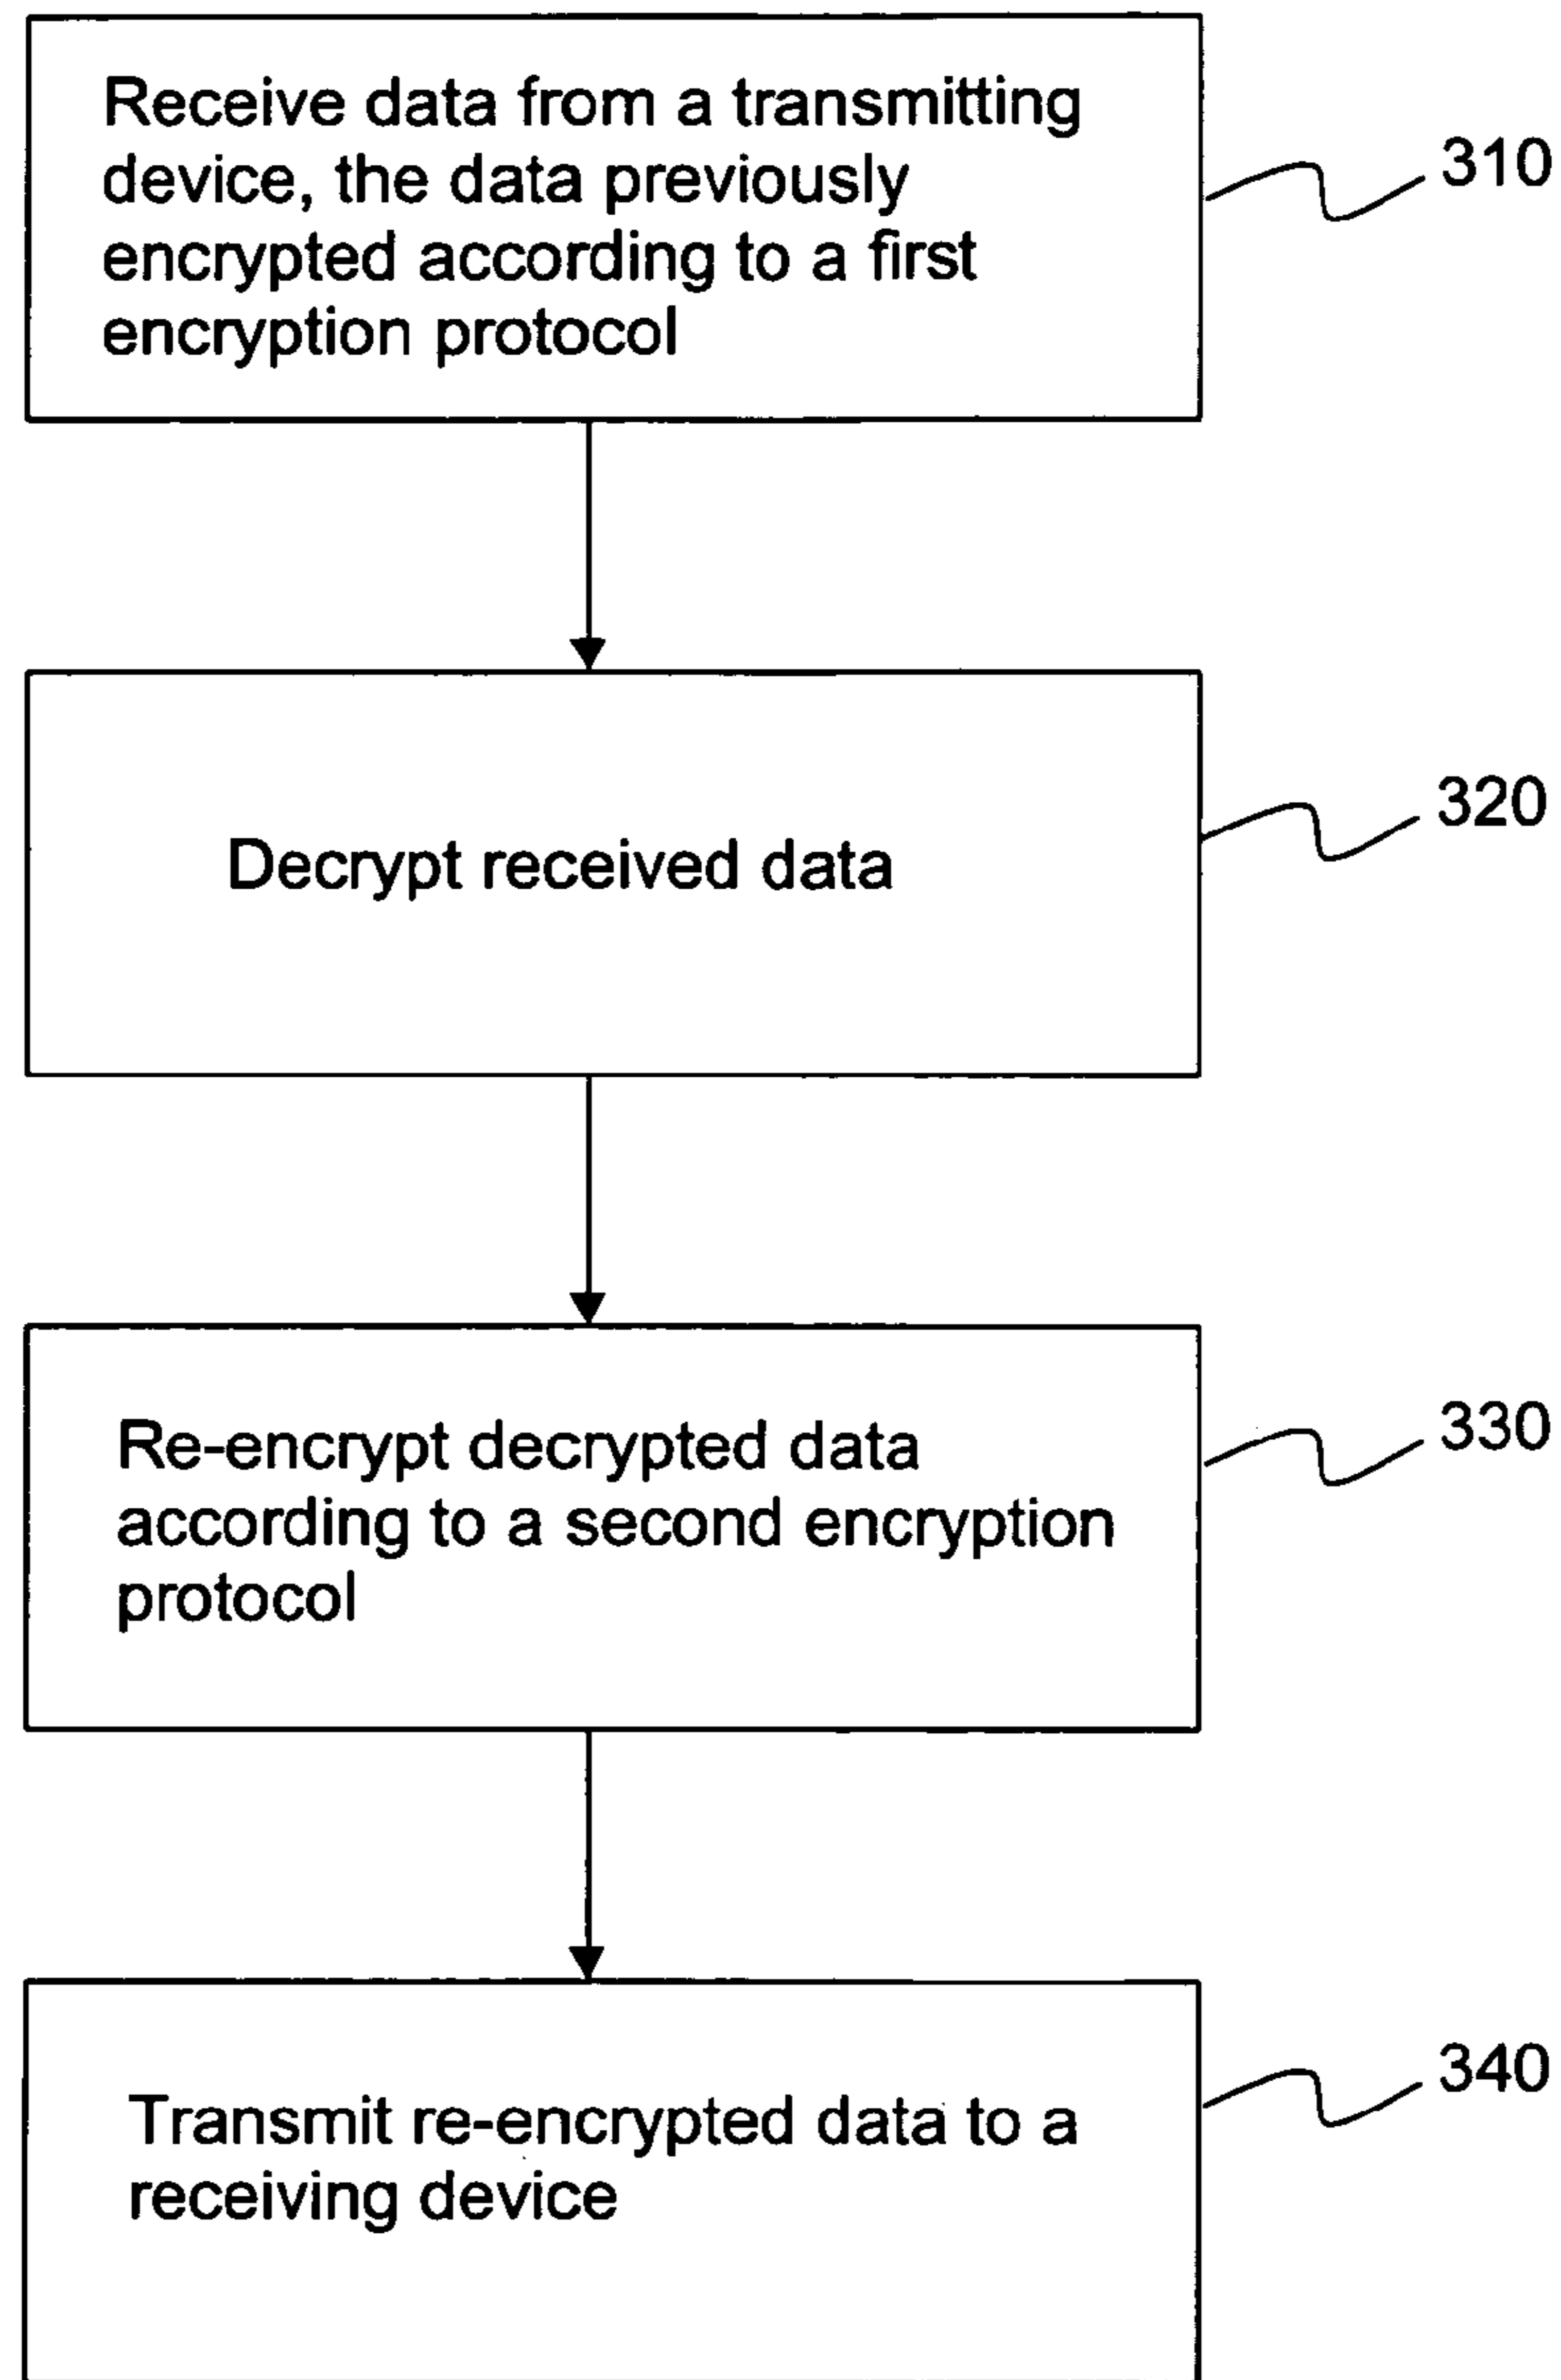 Receive data from a transmitting
device, the data previously
encrypted according to a first
encryption protocol
310
Decrypt received data
320
Re-encrypt decrypted data
according to a second encryption
protocol
330
Transmit re-encrypted data to a
receiving device
340